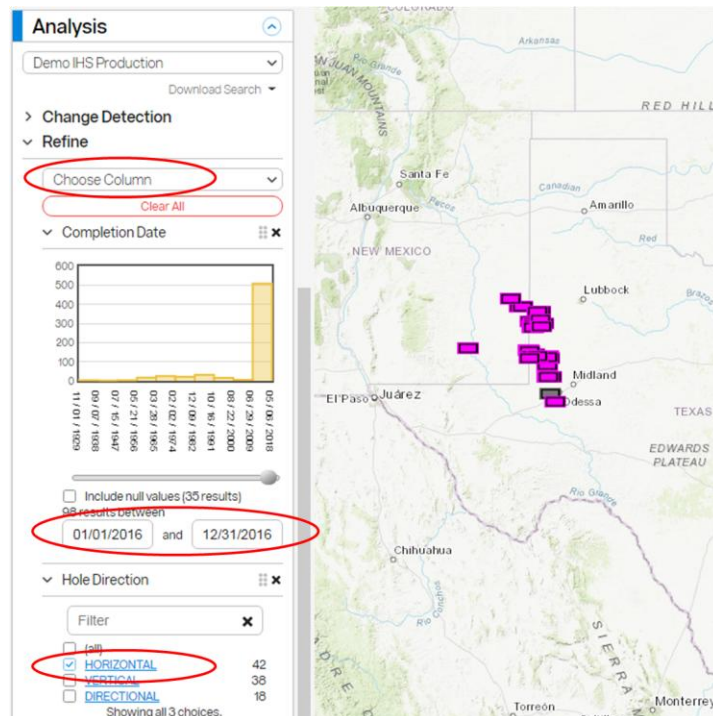 Analysis
Demo IHS Production
Download Search
Change Detection
Refine
Choose Column
Clear All
Completion Date
600
500
400
300
200
100
0
11 / 01 / 1929
09 / 07 / 1938
07 / 15 / 1947
05 / 21 / 1956
03 / 28 / 1965
02 / 02 / 1974
12 / 09 / 1982
10 / 16 / 1991
08 / 22 / 2000
06 / 29 / 2009
05 / 06 / 2018
Include null values (35 results)
98 results between
01/01/2016 and 12/31/2016
Hole Direction
Filter
(all)
HORIZONTAL 42
VERTICAL 38
DIRECTIONAL 18
Showing all 3 choices.
COLORADO
Arkansas
Rio Grande
SAN JUAN MOUNTAINS
RED HILL
Santa Fe
Canadian
Albuquerque
Pecos
Amarillo
NEW MEXICO
Red
Lubbock
Brazos
Midland
El Paso
Juárez
Odessa
TEXAS
EDWARDS
PLATEAU
Rio Grande
Chihuahua
Rio Conchos
SIERRA
Monterrey
Torreón